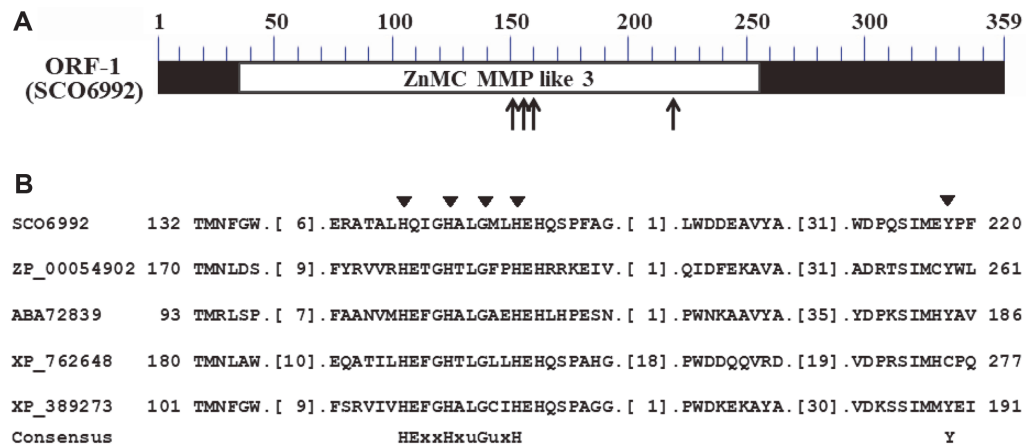 A
1 50 100 150 200 250 300 359
ORF-1
(SCO6992)
ZnMC MMP like 3
B
SCO6992 132 TMNFGW.[ 6].ERATALHQIGHALGMLHEHQSPFAG.[ 1].LWDDEAVYA.[31].WDPQSIMEYPF 220
ZP_00054902 170 TMNLDS.[ 9].FYRVVRHETGHTLGFPHEHRRKEIV.[ 1].QIDFEKAVA.[31].ADRTSIMCYWL 261
ABA72839 93 TMRLSP.[ 7].FAANVMHEFGHALGAEHEHLHPESN.[ 1].PWNKAAVYA.[35].YDPKSIMHYAV 186
XP_762648 180 TMNLAW.[10].EQATILHEFGHTLGLLHEHQSPAHG.[18].PWDDQQVRD.[19].VDPRSIMHCPQ 277
XP_389273 101 TMNFGW.[ 9].FSRVIVHEFGHALGCIHEHQSPAGG.[ 1].PWDKEKAYA.[30].VDKSSIMMYEI 191
Consensus HExxHxuGuxH Y